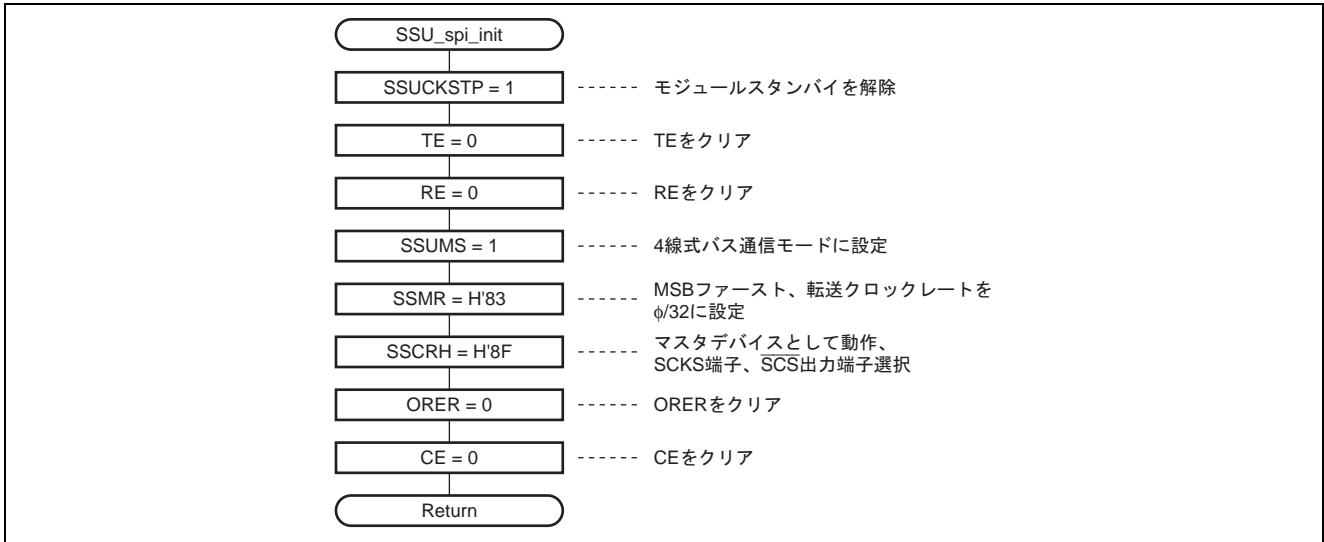 SSU_spi_init
SSUCKSTP = 1 ------ モジュールスタンバイを解除
TE = 0 ------ TEをクリア
RE = 0 ------ REをクリア
SSUMS = 1 ------ 4線式バス通信モードに設定
SSMR = H'83 ------ MSBファースト、転送クロックレートを
φ/32に設定
SSCRH = H'8F ------ マスタデバイスとして動作、
SCKS端子、S̅C̅S̅出力端子選択
ORER = 0 ------ ORERをクリア
CE = 0 ------ CEをクリア
Return